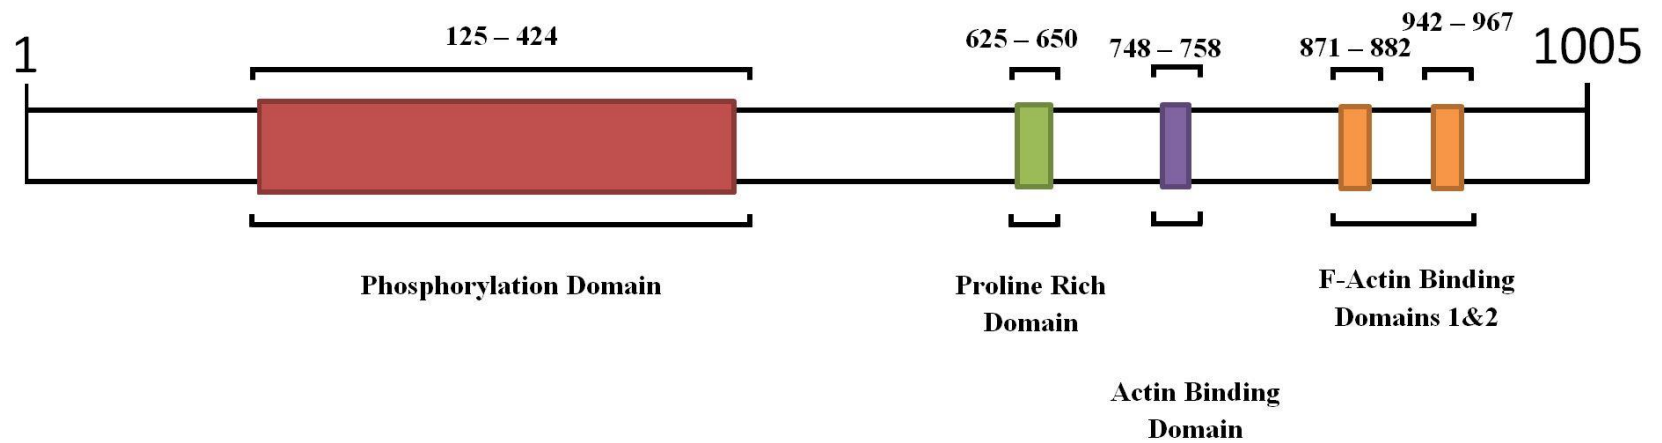 1
125 – 424
625 – 650
748 – 758
871 – 882
942 – 967
1005
Phosphorylation Domain
Proline Rich
Domain
Actin Binding
Domain
F-Actin Binding
Domains 1&2